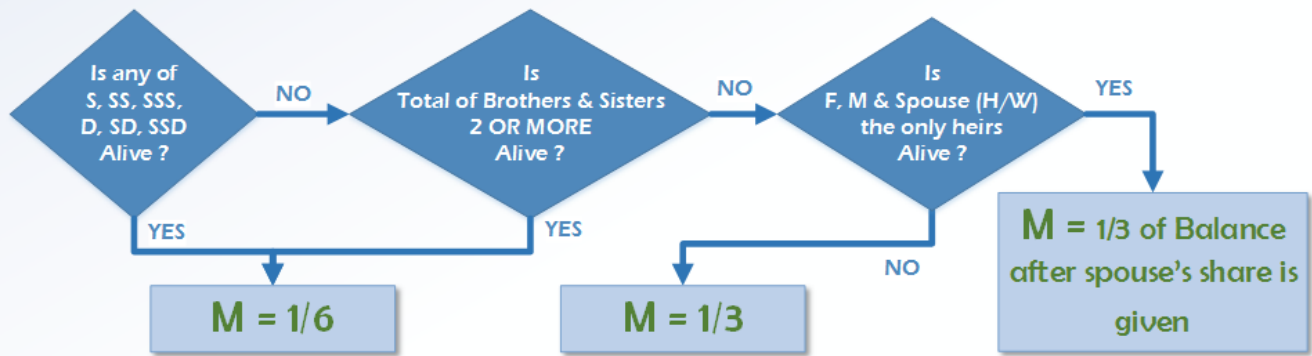 Is any of
S, SS, SSS,
D, SD, SSD
Alive ?
NO
YES
Is
Total of Brothers & Sisters
2 OR MORE
Alive ?
NO
YES
Is
F, M & Spouse (H/W)
the only heirs
Alive ?
YES
NO
M = 1/6
M = 1/3
M = 1/3 of Balance
after spouse's share is
given